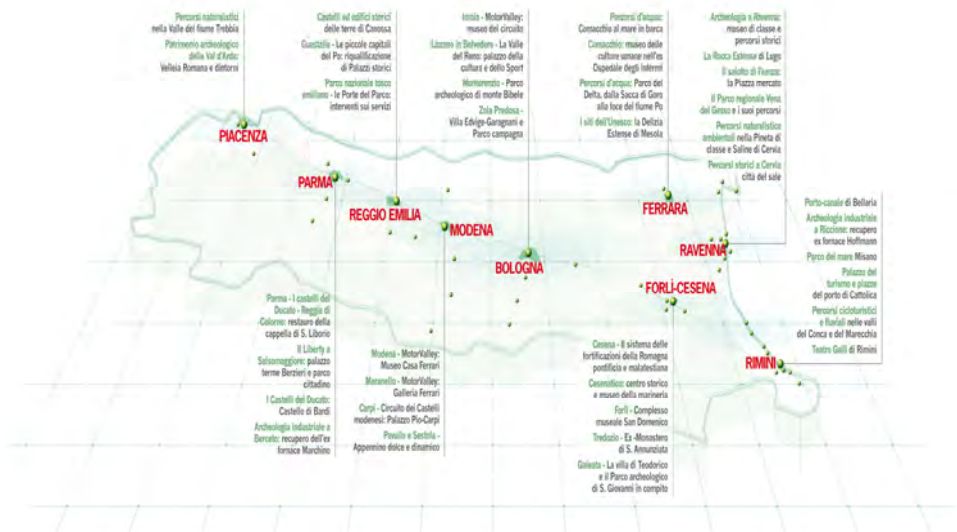 Percorsi naturalistici
nella Valle del fiume Trebbia
Patrimonio archeologico
della Val d'Arda:
Velleia Romana e dintorni
Castelli ed edifici storici
delle terre di Canossa
Guastalla - Le piccole capitali
del Po: riqualificazione
di Palazzi storici
Parco nazionale tosco
emiliano - le Porte del Parco:
interventi sui servizi
Imola - MotorValley:
museo del circuito
Lizzano in Belvedere - La Valle
del Reno: palazzo della
cultura e dello Sport
Monterenzio - Parco
archeologico di monte Bibele
Zola Predosa -
Villa Edvige-Garagnani e
Parco campagna
Percorsi d'acqua:
Comacchio al mare in barca
Comacchio: museo delle
culture umane nell'ex
Ospedale degli Infermi
Percorsi d'acqua: Parco del
Delta, dalla Sacca di Goro
alla foce del fiume Po
I siti dell'Unesco: la Delizia
Estense di Mesola
Archeologia a Ravenna:
museo di classe e
percorsi storici
La Rocca Estense di Lugo
Il salotto di Faenza:
la Piazza mercato
Il Parco regionale Vena
del Gesso e i suoi percorsi
Percorsi naturalistico
ambientali nella Pineta di
classe e Saline di Cervia
Percorsi storici a Cervia
città del sale
PIACENZA
PARMA
REGGIO EMILIA
MODENA
BOLOGNA
FERRARA
RAVENNA
FORLÌ-CESENA
RIMINI
Porto-canale di Bellaria
Archeologia industriale
a Riccione: recupero
ex fornace Hoffmann
Parco del mare Misano
Palazzo del
turismo e piazze
del porto di Cattolica
Percorsi cicloturistici
e fluviali nelle valli
del Conca e del Marecchia
Teatro Galli di Rimini
Parma - I castelli del
Ducato - Reggia di
Colorno: restauro della
cappella di S. Liborio
Il Liberty a
Salsomaggiore: palazzo
terme Berzieri e parco
cittadino
I Castelli del Ducato:
Castello di Bardi
Archeologia industriale a
Berceto: recupero dell'ex
fornace Marchino
Modena - MotorValley:
Museo Casa Ferrari
Maranello - MotorValley:
Galleria Ferrari
Carpi - Circuito dei Castelli
modenesi: Palazzo Pio-Carpi
Pavullo e Sestola -
Appennino dolce e dinamico
Cesena - Il sistema delle
fortificazioni della Romagna
pontificia e malatestiana
Cesenatico: centro storico
e museo della marineria
Forlì - Complesso
museale San Domenico
Tredozio - Ex -Monastero
di S. Annunziata
Galeata - La villa di Teodorico
e il Parco archeologico
di S. Giovanni in compito